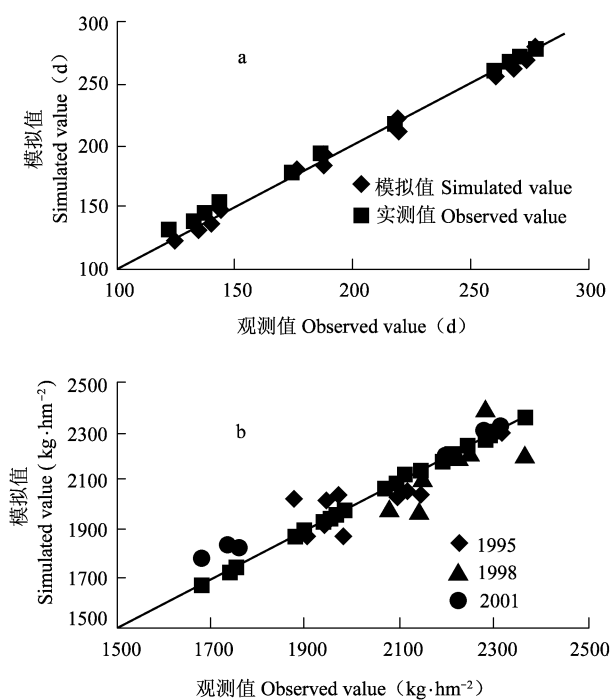 300
250
200
150
100
模拟值
Simulated value（d）
a
模拟值 Simulated value
实测值 Observed value
100 150 200 250 300
观测值 Observed value（d）
2500
2300
2100
1900
1700
1500
模拟值
Simulated value ( kg·hm⁻²)
b
1995
1998
2001
1500 1700 1900 2100 2300 2500
观测值 Observed value（kg·hm⁻²）